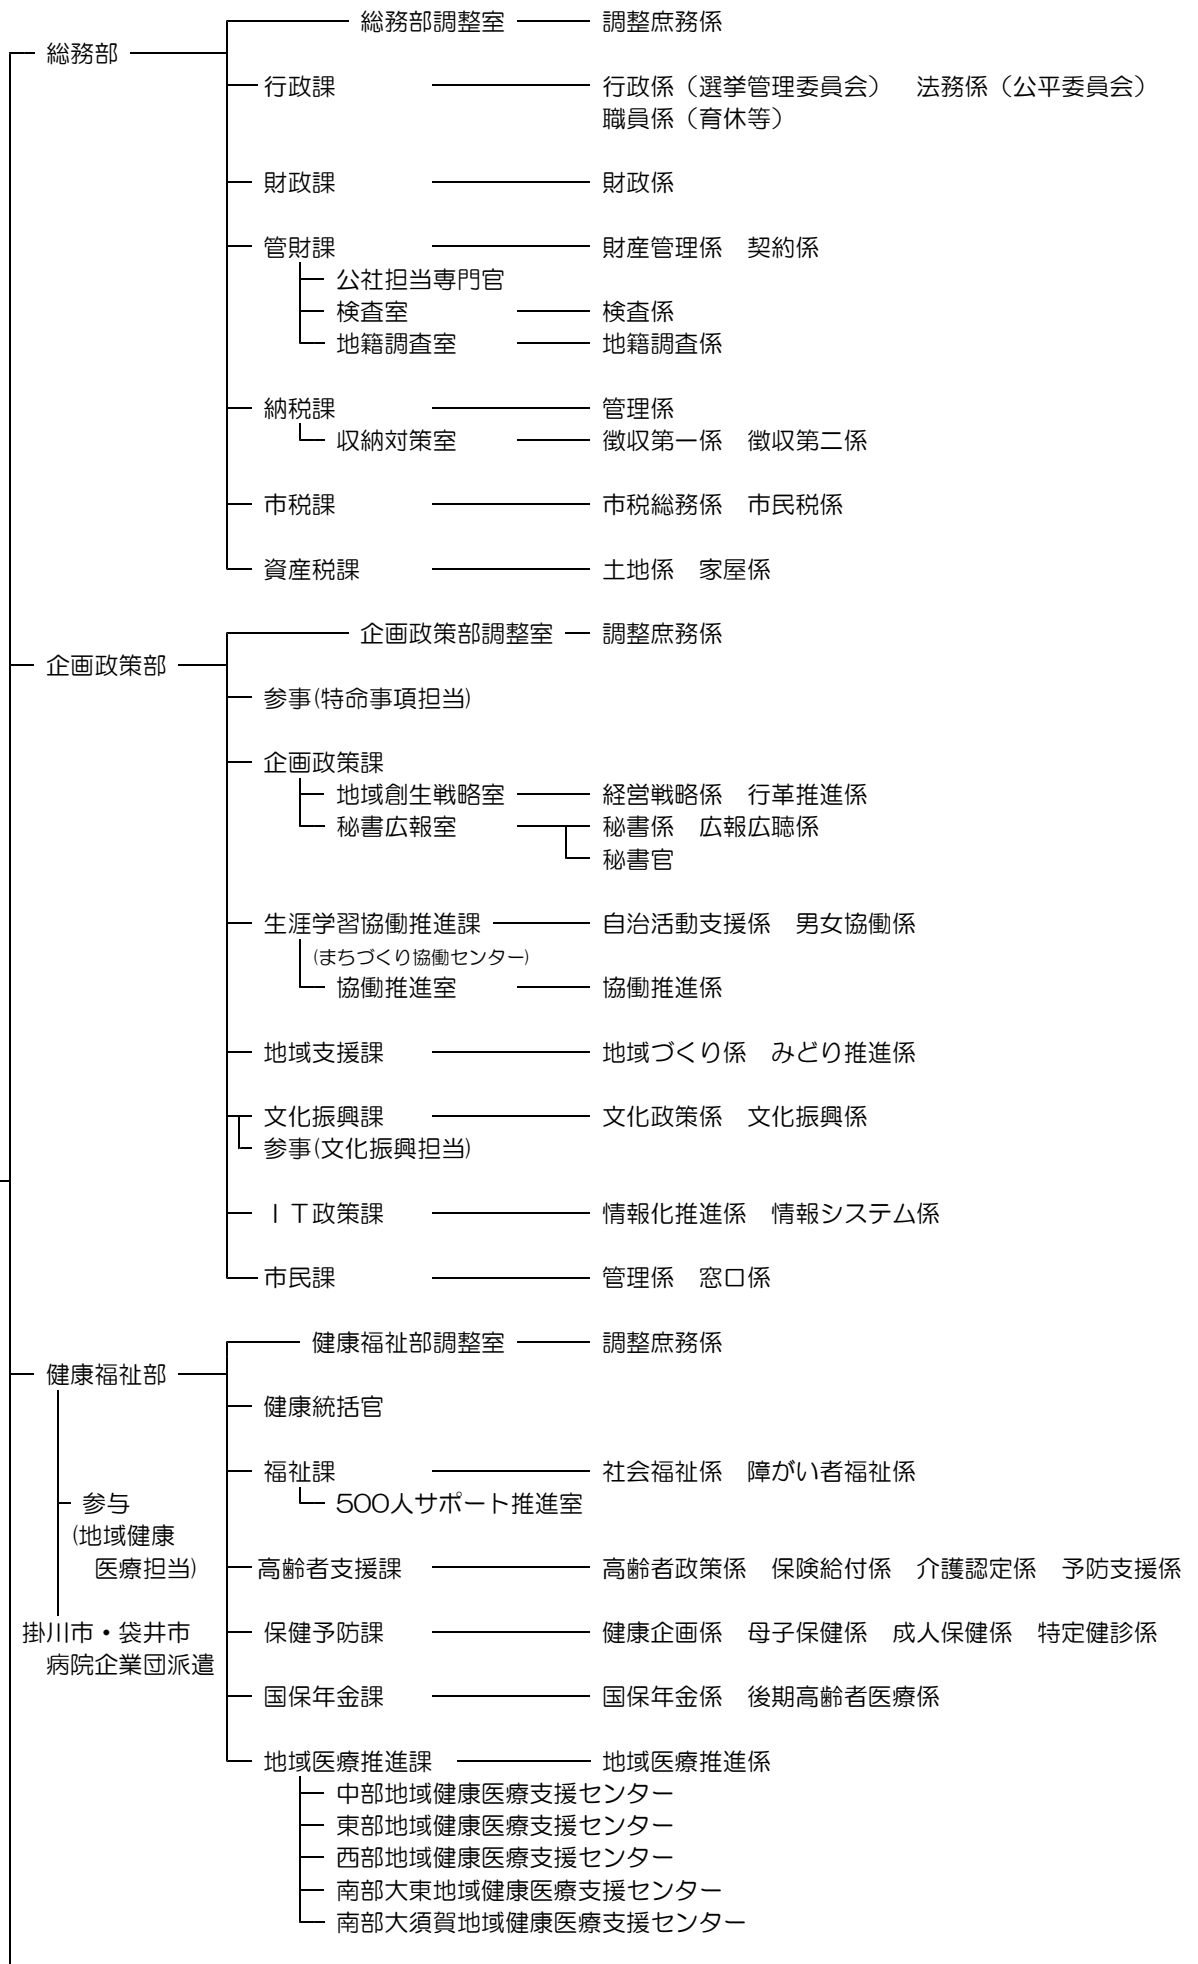 総務部調整室　調整庶務係
総務部
行政課　行政係（選挙管理委員会）　法務係（公平委員会）
職員係（育休等）
財政課　財政係
管財課　財産管理係　契約係
公社担当専門官
検査室　検査係
地籍調査室　地籍調査係
納税課　管理係
収納対策室　徴収第一係　徴収第二係
市税課　市税総務係　市民税係
資産税課　土地係　家屋係
企画政策部調整室　調整庶務係
企画政策部
参事(特命事項担当)
企画政策課
地域創生戦略室　経営戦略係　行革推進係
秘書広報室　秘書係　広報広聴係
秘書官
生涯学習協働推進課　自治活動支援係　男女協働係
(まちづくり協働センター)
協働推進室　協働推進係
地域支援課　地域づくり係　みどり推進係
文化振興課　文化政策係　文化振興係
参事(文化振興担当)
ＩＴ政策課　情報化推進係　情報システム係
市民課　管理係　窓口係
健康福祉部調整室　調整庶務係
健康福祉部
健康統括官
福祉課　社会福祉係　障がい者福祉係
500人サポート推進室
参与
(地域健康
医療担当)
高齢者支援課　高齢者政策係　保険給付係　介護認定係　予防支援係
掛川市・袋井市
病院企業団派遣
保健予防課　健康企画係　母子保健係　成人保健係　特定健診係
国保年金課　国保年金係　後期高齢者医療係
地域医療推進課　地域医療推進係
中部地域健康医療支援センター
東部地域健康医療支援センター
西部地域健康医療支援センター
南部大東地域健康医療支援センター
南部大須賀地域健康医療支援センター